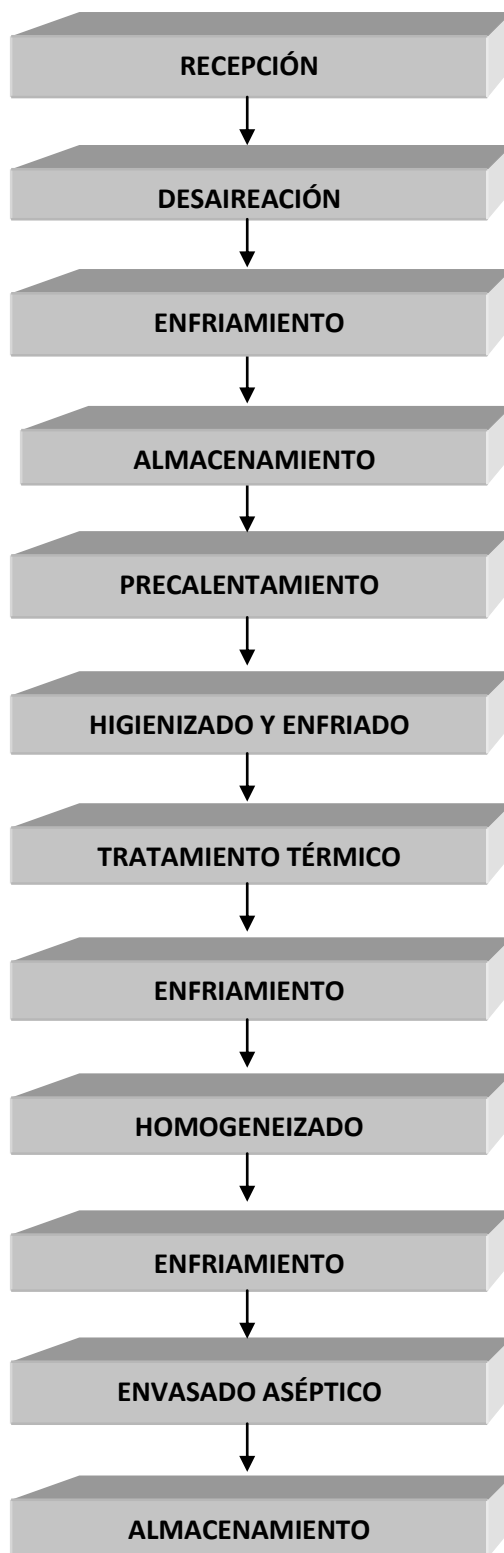 RECEPCIÓN
DESAIREACIÓN
ENFRIAMIENTO
ALMACENAMIENTO
PRECALENTAMIENTO
HIGIENIZADO Y ENFRIADO
TRATAMIENTO TÉRMICO
ENFRIAMIENTO
HOMOGENEIZADO
ENFRIAMIENTO
ENVASADO ASÉPTICO
ALMACENAMIENTO